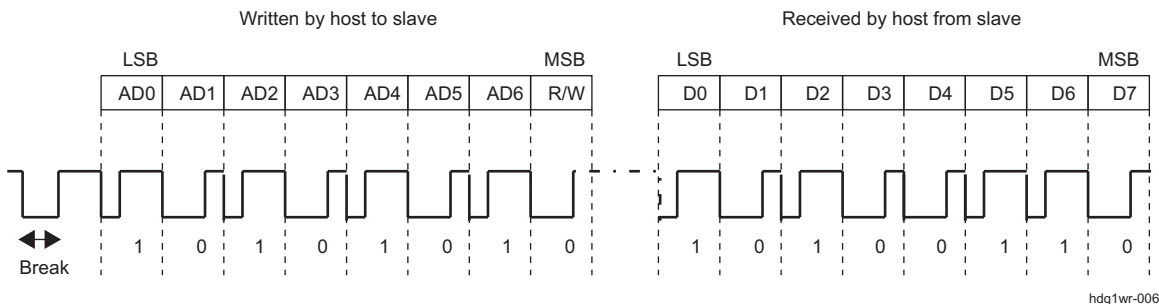 Written by host to slave Received by host from slave
LSB MSB LSB MSB
AD0 AD1 AD2 AD3 AD4 AD5 AD6 R/W D0 D1 D2 D3 D4 D5 D6 D7
1 0 1 0 1 0 1 0 1 0 1 0 0 1 1 0
Break
hdq1wr-006